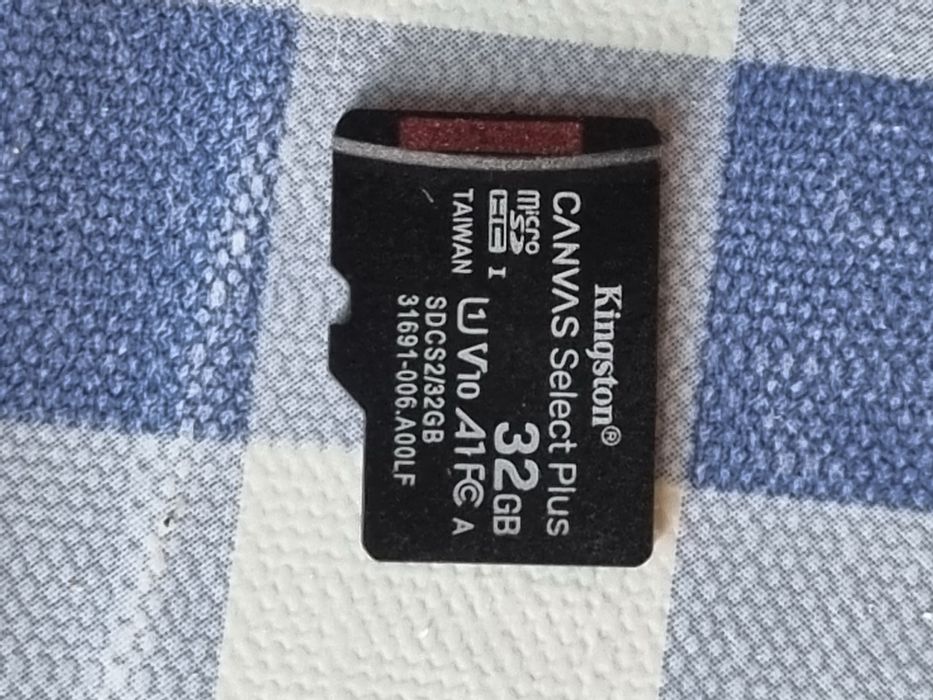 Kingston®
CANVAS Select Plus
micro SD HC I 32GB
TAIWAN U1 V10 A1 FC A
SDCS2/32GB
31691-006.A00LF